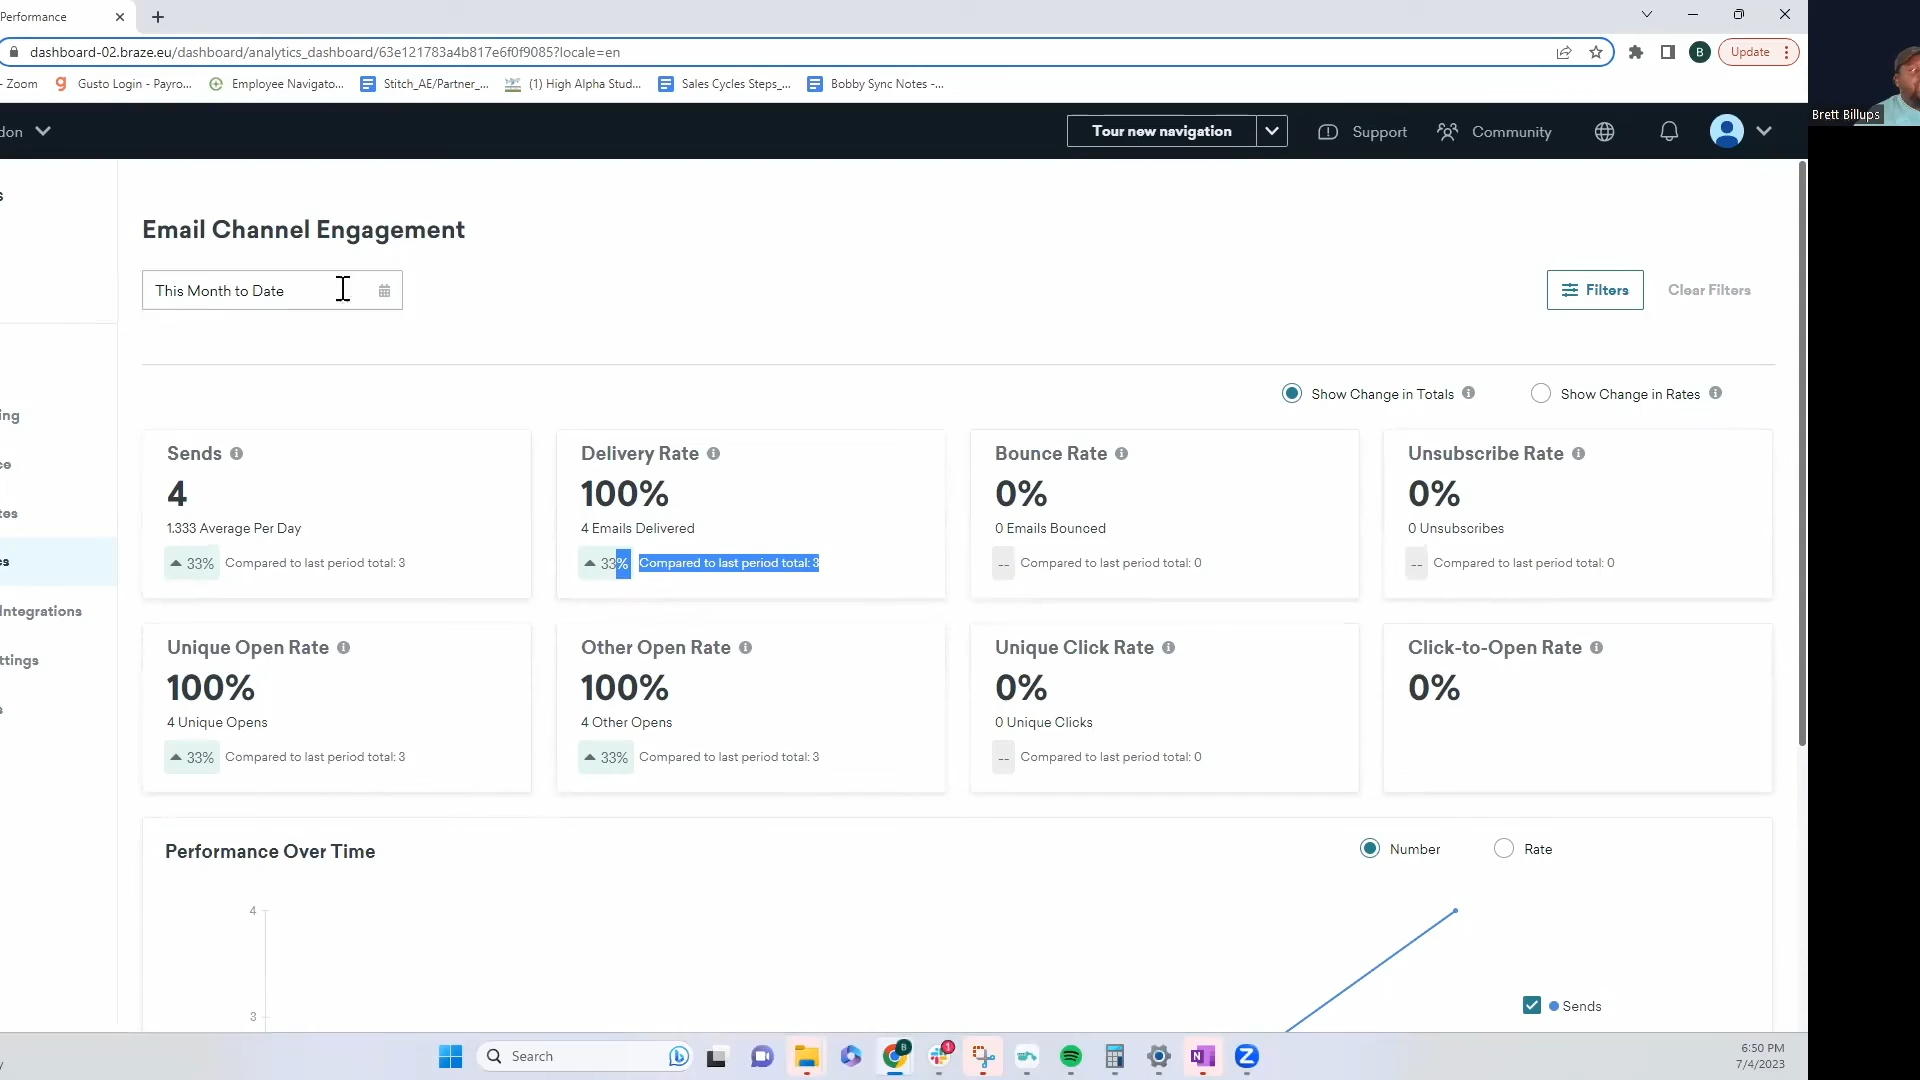 Performance
dashboard-02.braze.eu/dashboard/analytics_dashboard/63e121783a4b817e6f0f9085?locale=en
B
Update
- Zoom
Gusto Login - Payro...
Employee Navigato...
Stitch_AE/Partner_...
(1) High Alpha Stud...
Sales Cycles Steps_...
Bobby Sync Notes -...
Brett Billups
don
Tour new navigation
Support
Community
s
Email Channel Engagement
This Month to Date
Filters
Clear Filters
Show Change in Totals
Show Change in Rates
ing
ce
tes
s
Integrations
ttings
s
Sends
4
1.333 Average Per Day
33% Compared to last period total: 3
Delivery Rate
100%
4 Emails Delivered
33% Compared to last period total: 3
Bounce Rate
0%
0 Emails Bounced
-- Compared to last period total: 0
Unsubscribe Rate
0%
0 Unsubscribes
-- Compared to last period total: 0
Unique Open Rate
100%
4 Unique Opens
33% Compared to last period total: 3
Other Open Rate
100%
4 Other Opens
33% Compared to last period total: 3
Unique Click Rate
0%
0 Unique Clicks
-- Compared to last period total: 0
Click-to-Open Rate
0%
Performance Over Time
Number
Rate
4
3
Sends
Search
B
1
N
Z
6:50 PM
7/4/2023